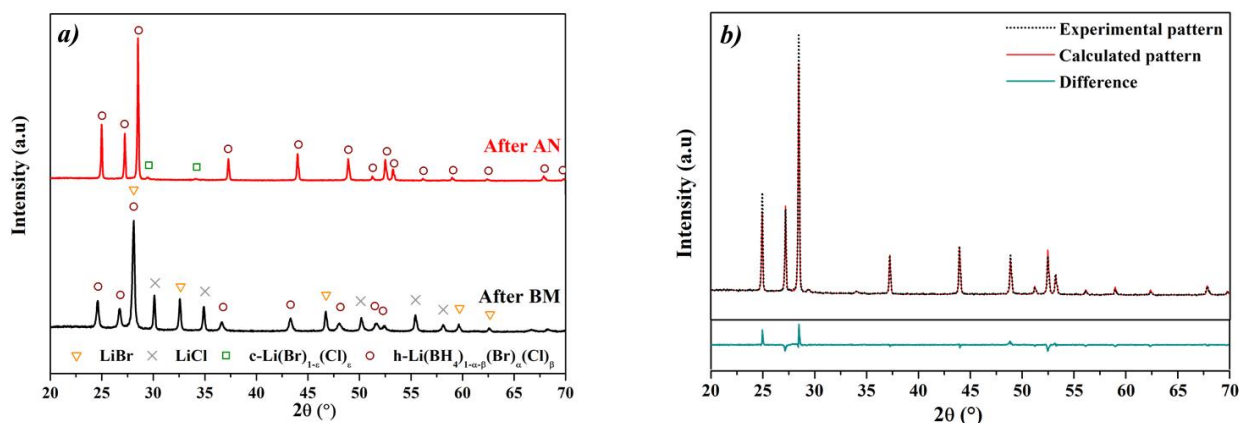 a)
After AN
After BM
LiBr
LiCl
c-Li(Br)₁₋ε(Cl)ε
h-Li(BH₄)₁₋α₋β(Br)α(Cl)β
Intensity (a.u)
20 25 30 35 40 45 50 55 60 65 70
2θ (°)
b)
Experimental pattern
Calculated pattern
Difference
Intensity (a.u)
20 25 30 35 40 45 50 55 60 65 70
2θ (°)